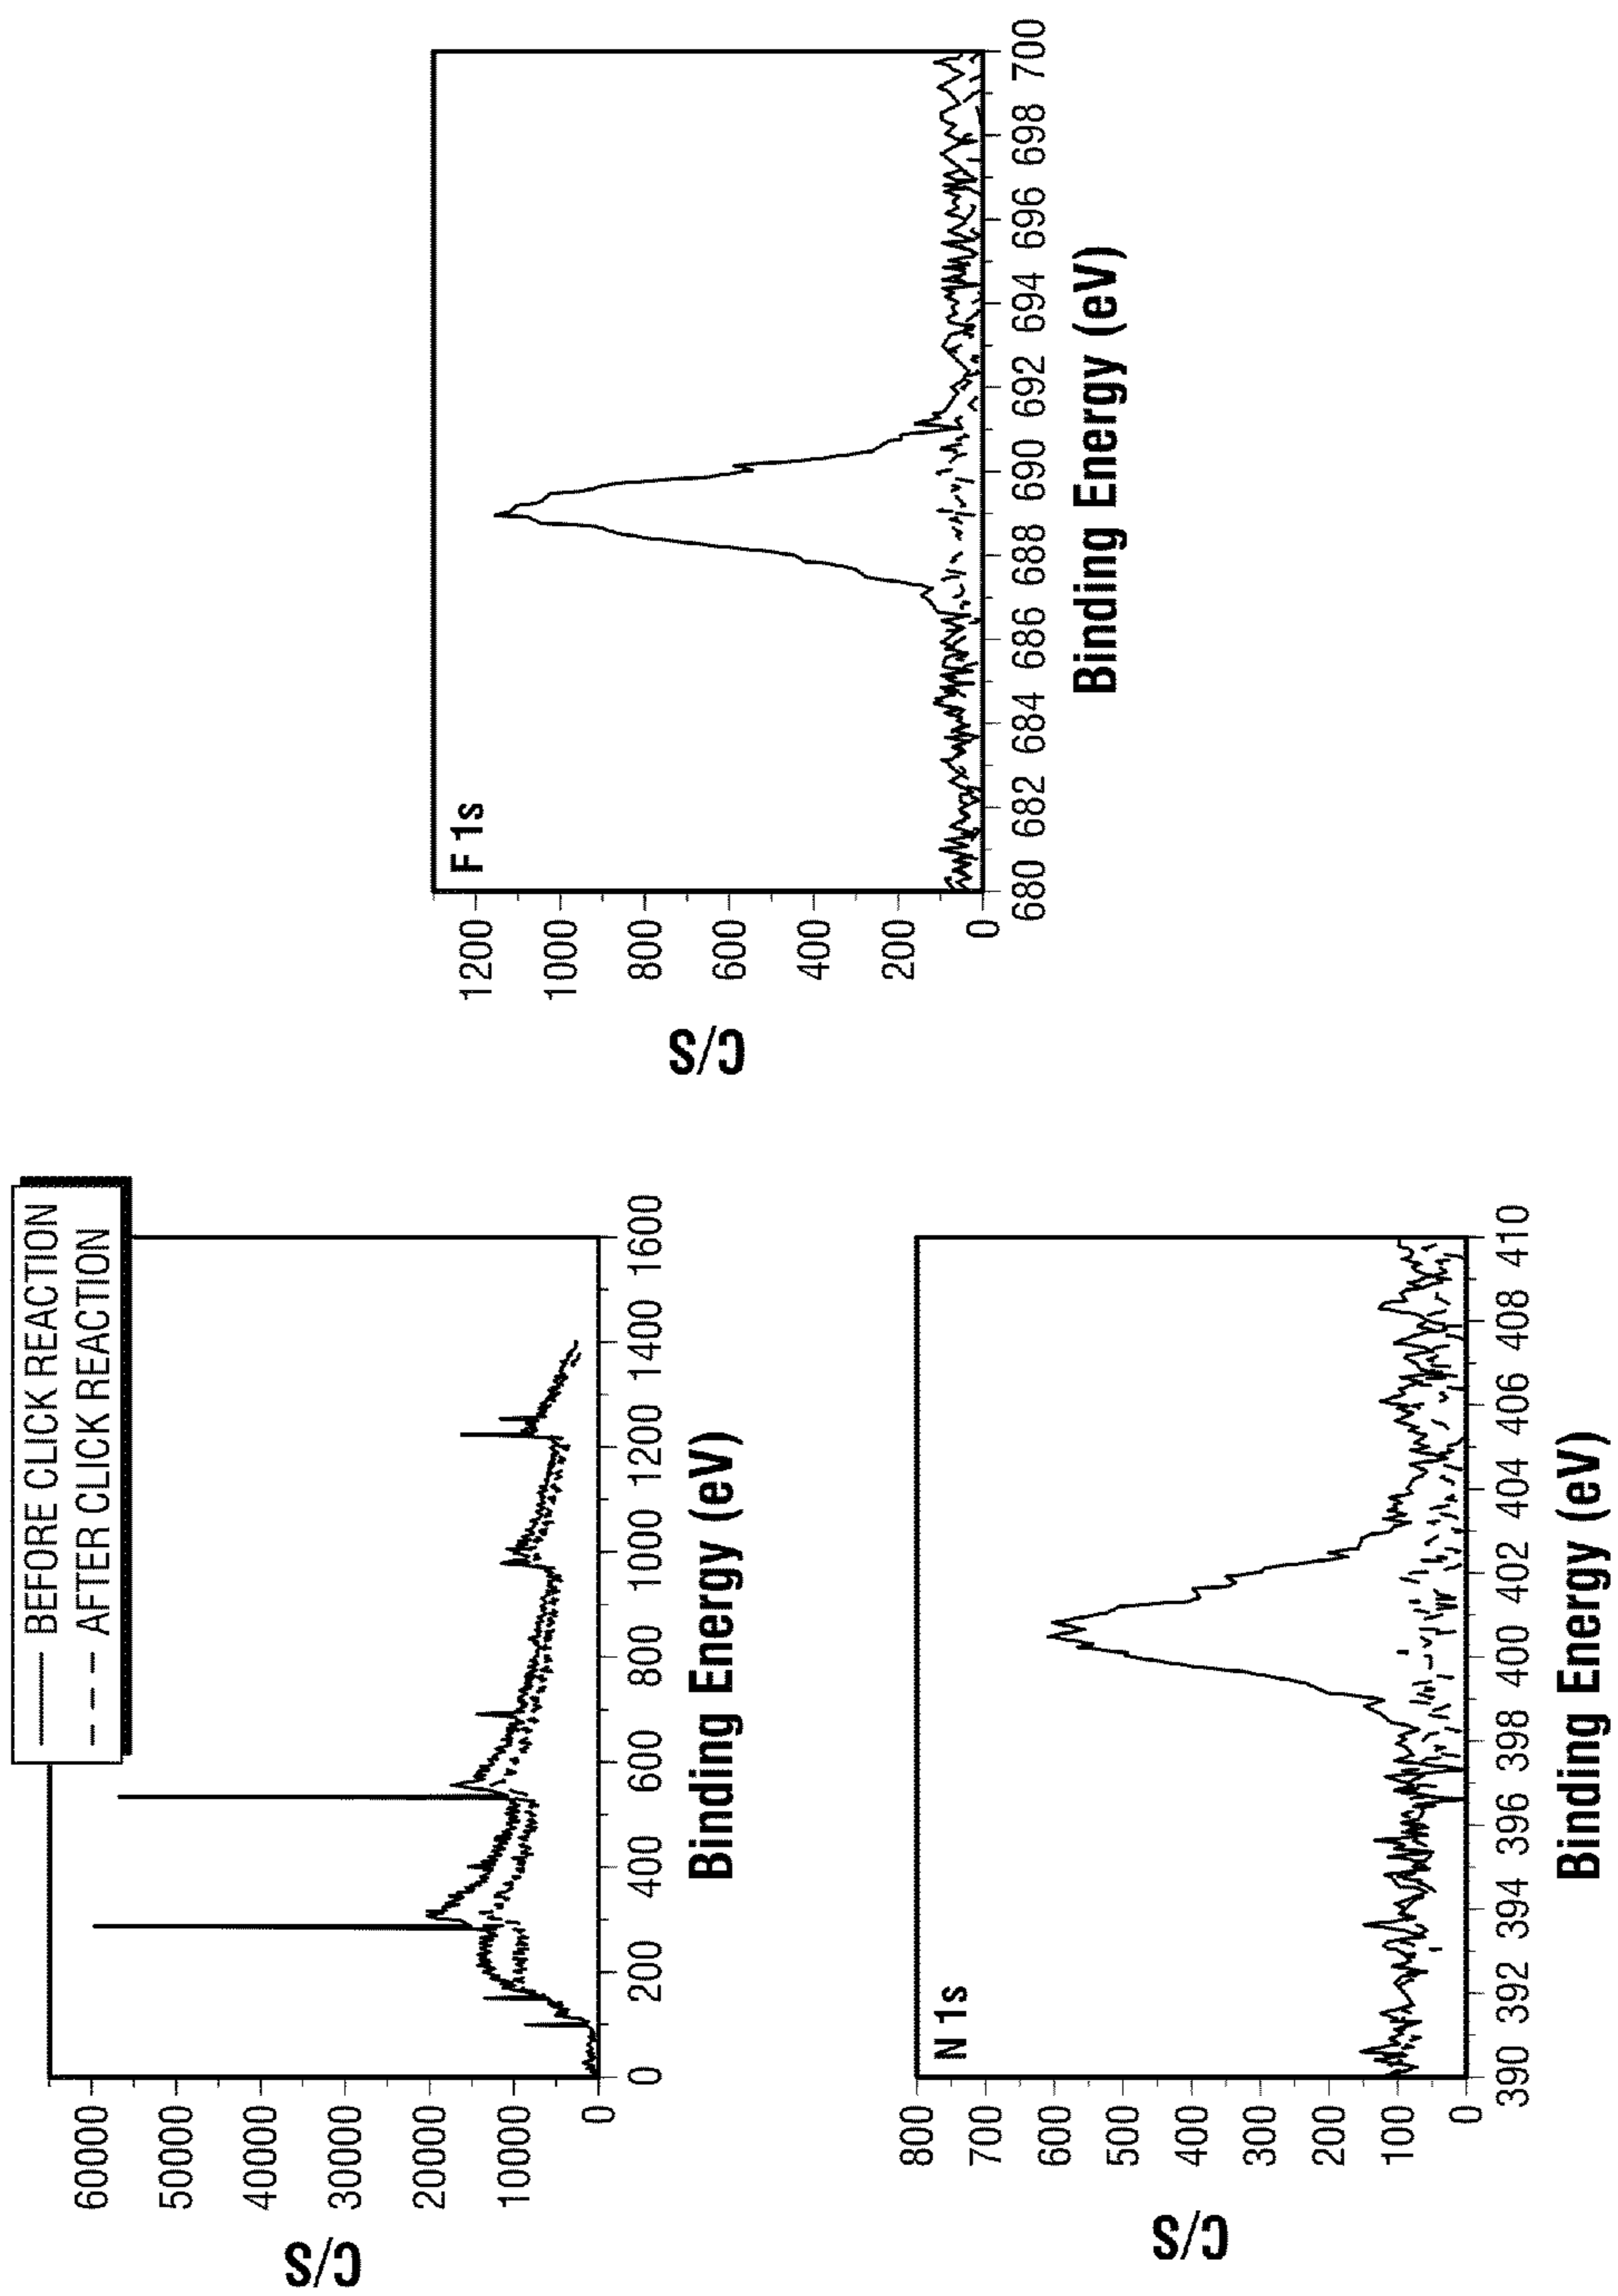 BEFORE CLICK REACTION
AFTER CLICK REACTION
C/S
60000
50000
40000
30000
20000
10000
0
0 200 400 600 800 1000 1200 1400 1600
Binding Energy (eV)
F 1s
C/S
1200
1000
800
600
400
200
0
680 682 684 686 688 690 692 694 696 698 700
Binding Energy (eV)
N 1s
C/S
800
700
600
500
400
300
200
100
0
390 392 394 396 398 400 402 404 406 408 410
Binding Energy (eV)